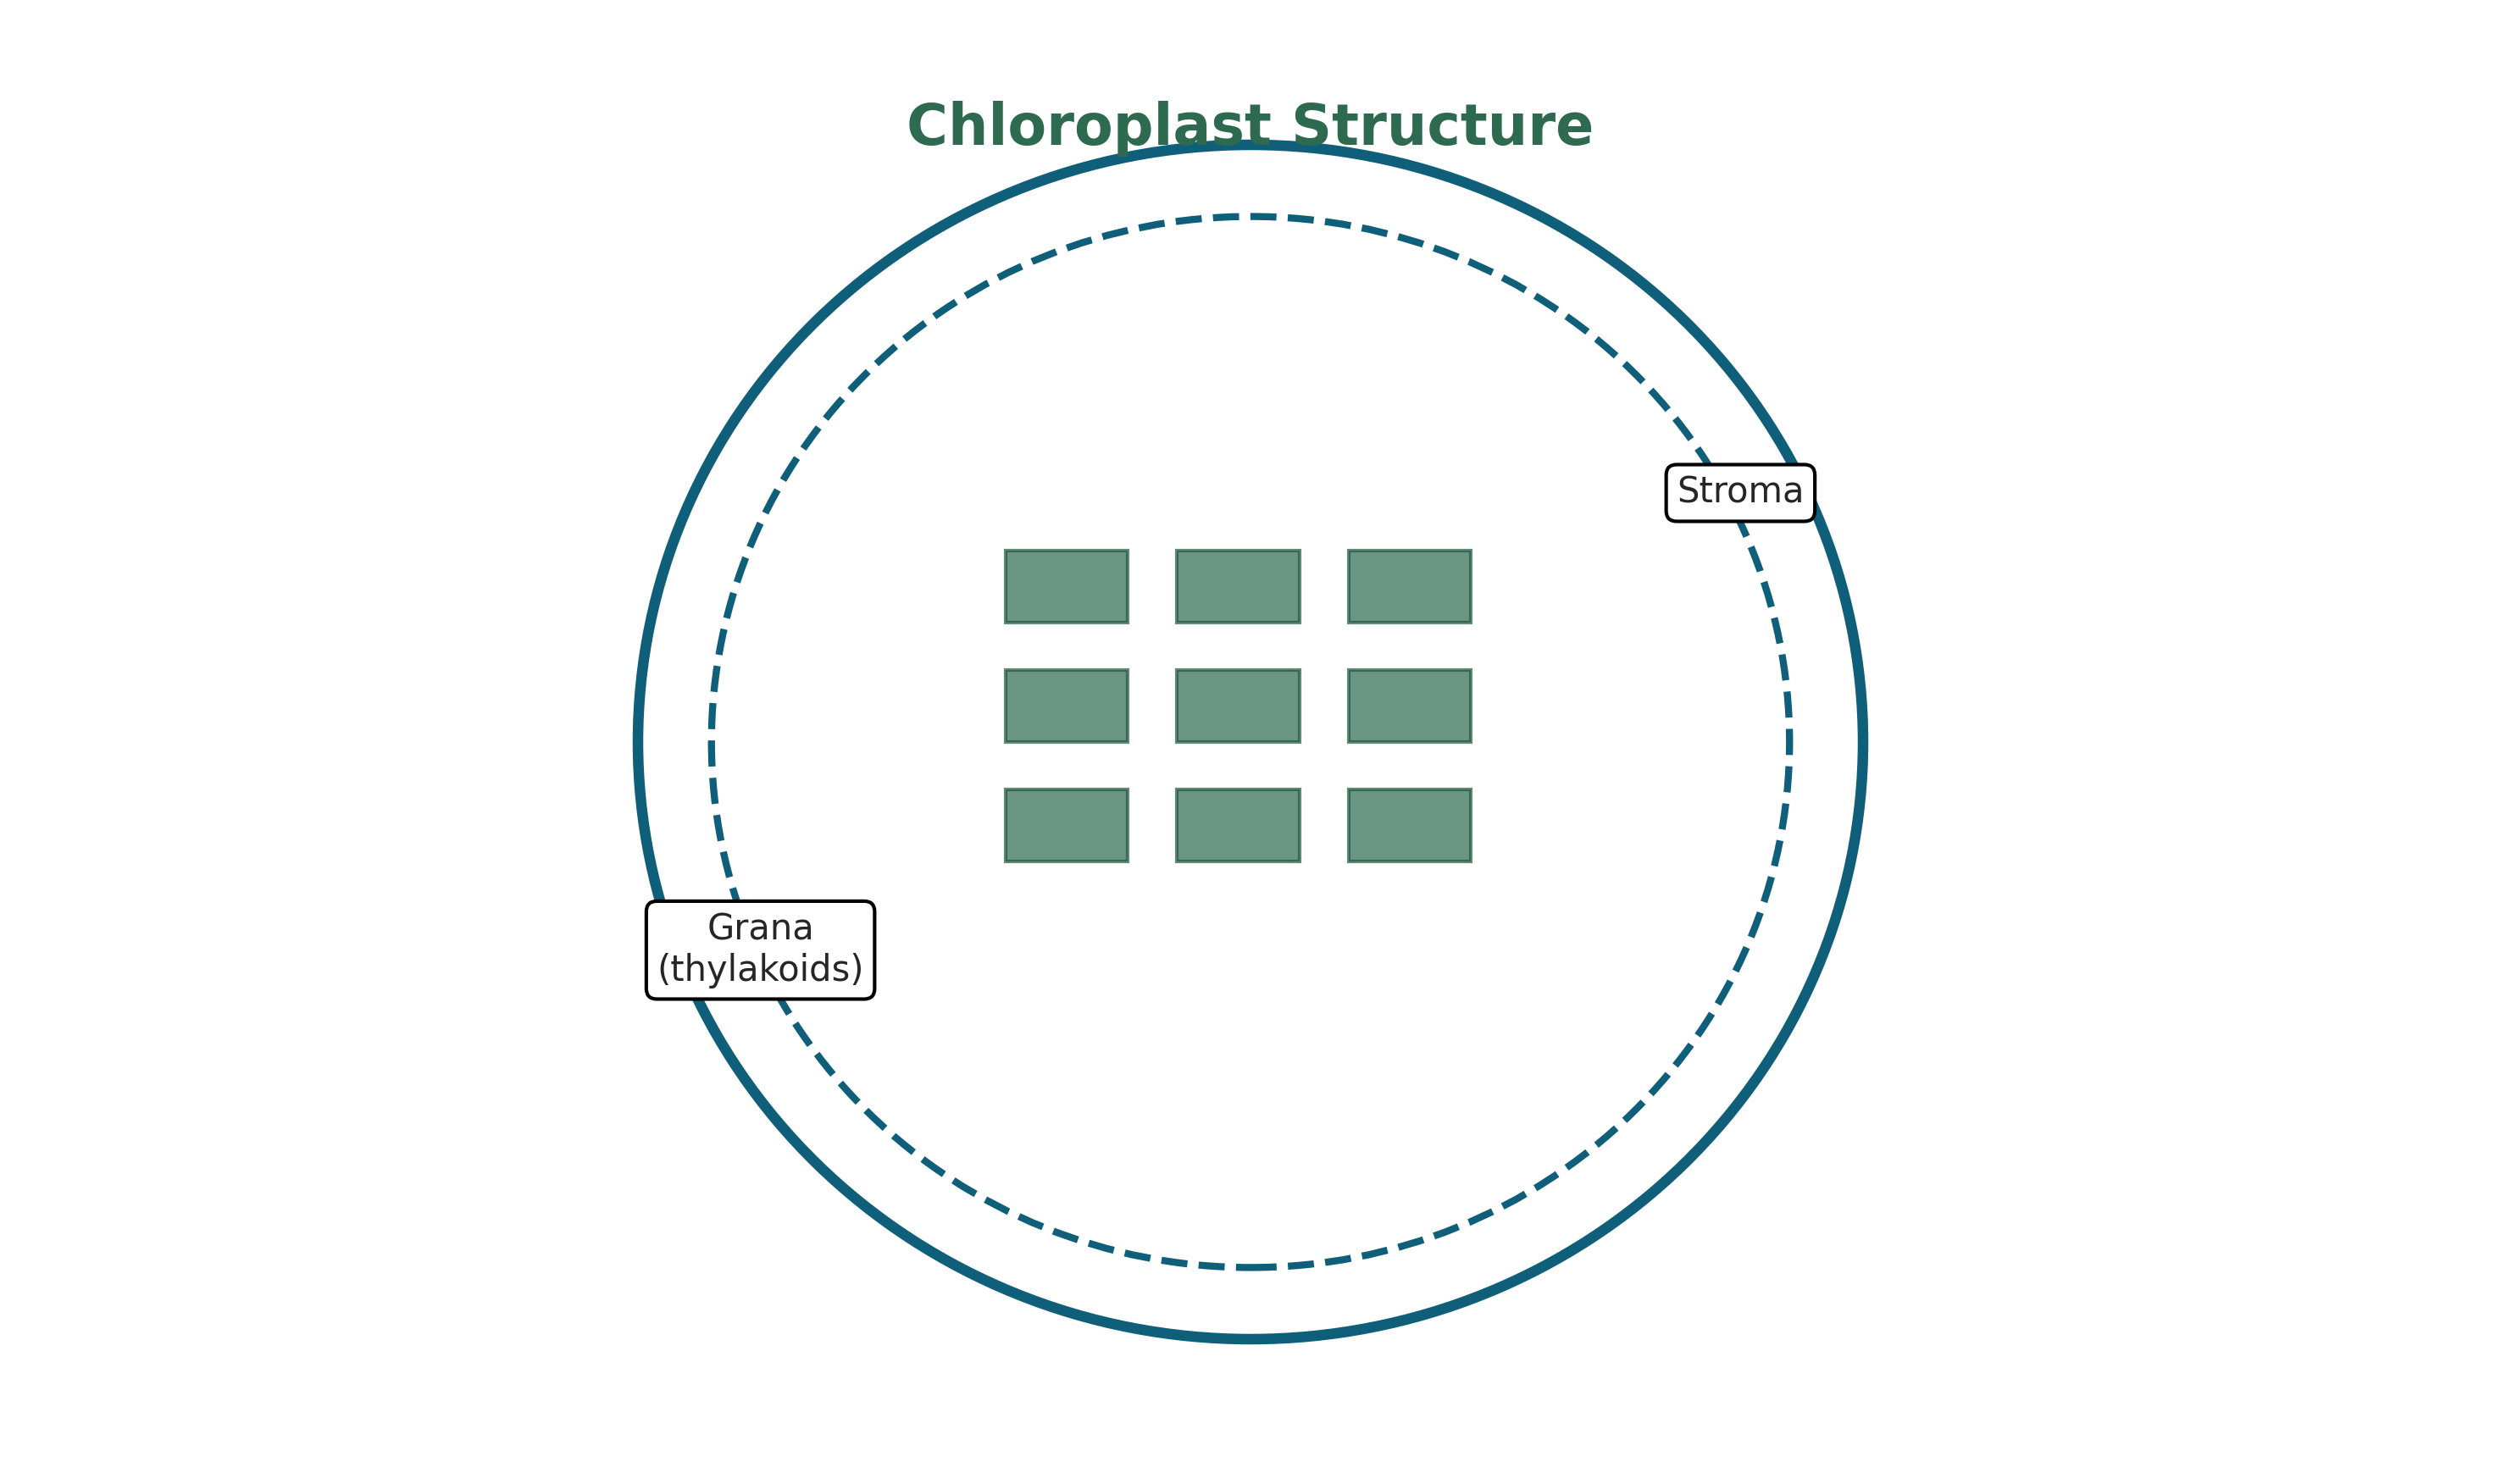 Chloroplast Structure
Stroma
Grana
(thylakoids)